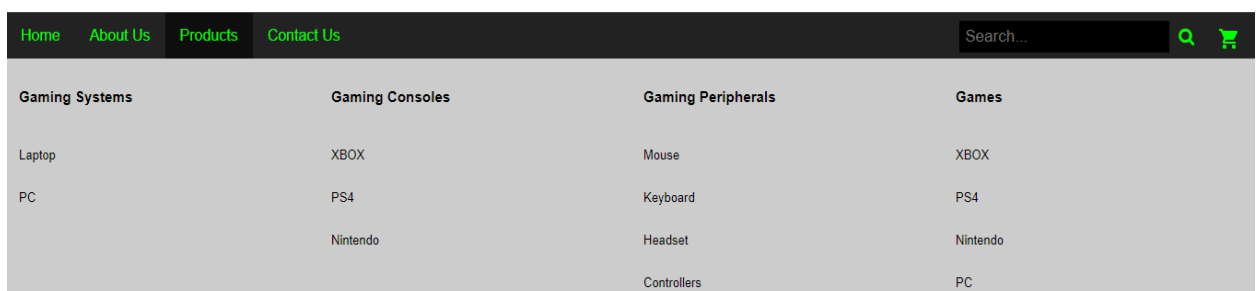 Home About Us Products Contact Us Search...
Gaming Systems Gaming Consoles Gaming Peripherals Games
Laptop XBOX Mouse XBOX
PC PS4 Keyboard PS4
Nintendo Headset Nintendo
Controllers PC